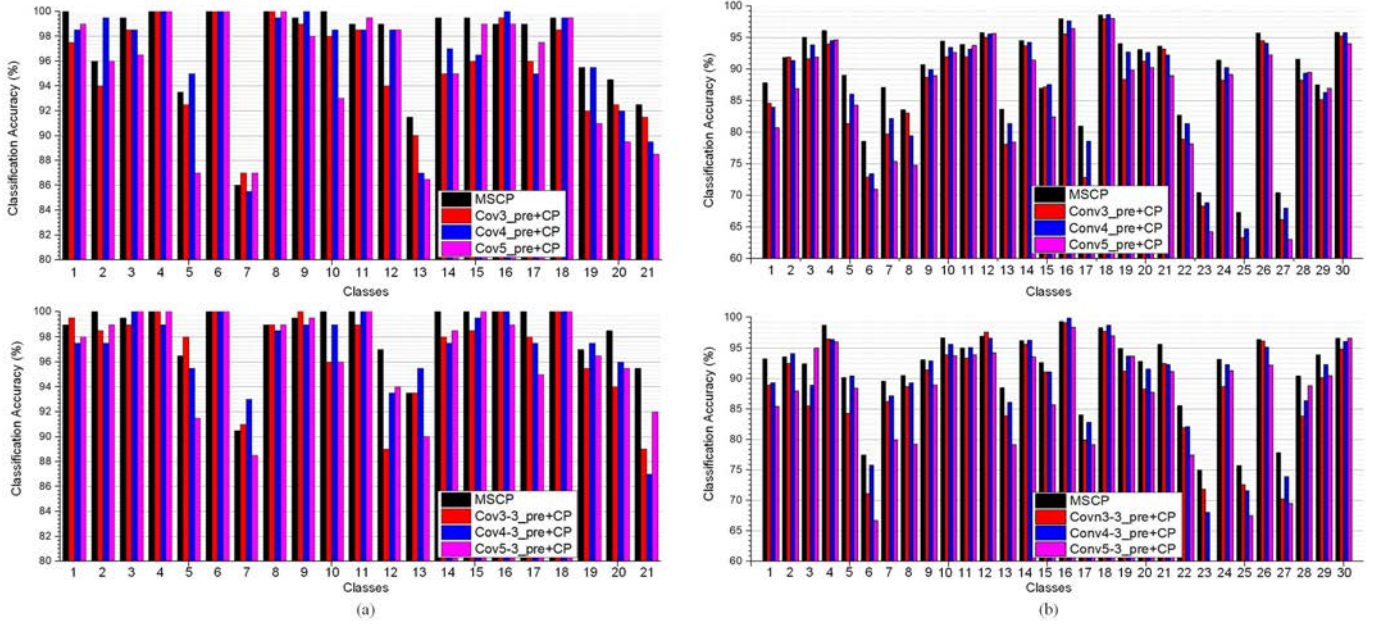 Classification Accuracy (%)
100
98
96
94
92
90
88
86
84
82
80
MSCP
Cov3_pre+CP
Cov4_pre+CP
Cov5_pre+CP
1 2 3 4 5 6 7 8 9 10 11 12 13 14 15 16 17 18 19 20 21
Classes
Classification Accuracy (%)
100
98
96
94
92
90
88
86
84
82
80
MSCP
Cov3-3_pre+CP
Cov4-3_pre+CP
Cov5-3_pre+CP
1 2 3 4 5 6 7 8 9 10 11 12 13 14 15 16 17 18 19 20 21
Classes
(a)
Classification Accuracy (%)
100
95
90
85
80
75
70
65
60
MSCP
Conv3_pre+CP
Conv4_pre+CP
Conv5_pre+CP
1 2 3 4 5 6 7 8 9 10 11 12 13 14 15 16 17 18 19 20 21 22 23 24 25 26 27 28 29 30
Classes
Classification Accuracy (%)
100
95
90
85
80
75
70
65
60
MSCP
Covn3-3_pre+CP
Conv4-3_pre+CP
Conv5-3_pre+CP
1 2 3 4 5 6 7 8 9 10 11 12 13 14 15 16 17 18 19 20 21 22 23 24 25 26 27 28 29 30
Classes
(b)